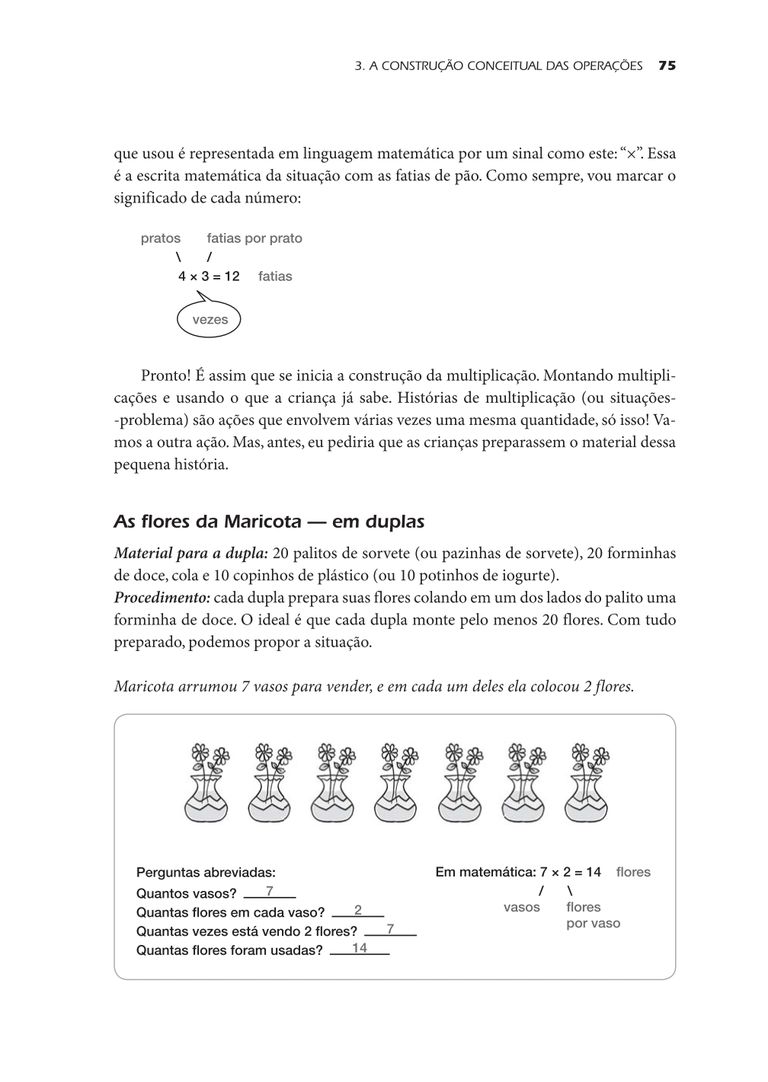 3. A CONSTRUÇÃO CONCEITUAL DAS OPERAÇÕES 75
que usou é representada em linguagem matemática por um sinal como este: “×”. Essa
é a escrita matemática da situação com as fatias de pão. Como sempre, vou marcar o
significado de cada número:
pratos fatias por prato
\ /
4 × 3 = 12 fatias
vezes
Pronto! É assim que se inicia a construção da multiplicação. Montando multipli-
cações e usando o que a criança já sabe. Histórias de multiplicação (ou situações-
-problema) são ações que envolvem várias vezes uma mesma quantidade, só isso! Va-
mos a outra ação. Mas, antes, eu pediria que as crianças preparassem o material dessa
pequena história.
As flores da Maricota — em duplas
Material para a dupla: 20 palitos de sorvete (ou pazinhas de sorvete), 20 forminhas
de doce, cola e 10 copinhos de plástico (ou 10 potinhos de iogurte).
Procedimento: cada dupla prepara suas flores colando em um dos lados do palito uma
forminha de doce. O ideal é que cada dupla monte pelo menos 20 flores. Com tudo
preparado, podemos propor a situação.
Maricota arrumou 7 vasos para vender, e em cada um deles ela colocou 2 flores.
Perguntas abreviadas:
Quantos vasos? 7
Quantas flores em cada vaso? 2
Quantas vezes está vendo 2 flores? 7
Quantas flores foram usadas? 14
Em matemática: 7 × 2 = 14 flores
/ \
vasos flores
por vaso